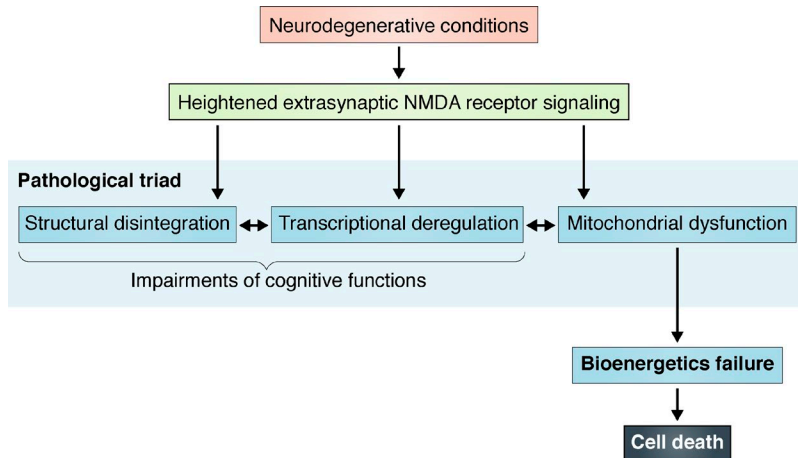 Neurodegenerative conditions
Heightened extrasynaptic NMDA receptor signaling
Pathological triad
Structural disintegration
Transcriptional deregulation
Mitochondrial dysfunction
Impairments of cognitive functions
Bioenergetics failure
Cell death